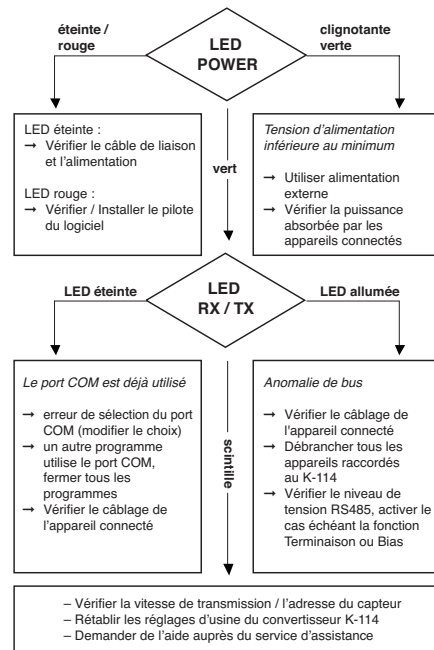 éteinte /
rouge
LED
POWER
clignotante
verte
LED éteinte :
→ Vérifier le câble de liaison
et l'alimentation
LED rouge :
→ Vérifier / Installer le pilote
du logiciel
vert
Tension d'alimentation
inférieure au minimum
→ Utiliser alimentation
externe
→ Vérifier la puissance
absorbée par les
appareils connectés
LED éteinte
LED
RX / TX
LED allumée
Le port COM est déjà utilisé
→ erreur de sélection du port
COM (modifier le choix)
→ un autre programme
utilise le port COM,
fermer tous les
programmes
→ Vérifier le câblage de
l'appareil connecté
scintille
Anomalie de bus
→ Vérifier le câblage de
l'appareil connecté
→ Débrancher tous les
appareils raccordés
au K-114
→ Vérifier le niveau de
tension RS485, activer le
cas échéant la fonction
Terminaison ou Bias
– Vérifier la vitesse de transmission / l'adresse du capteur
– Rétablir les réglages d'usine du convertisseur K-114
– Demander de l'aide auprès du service d'assistance